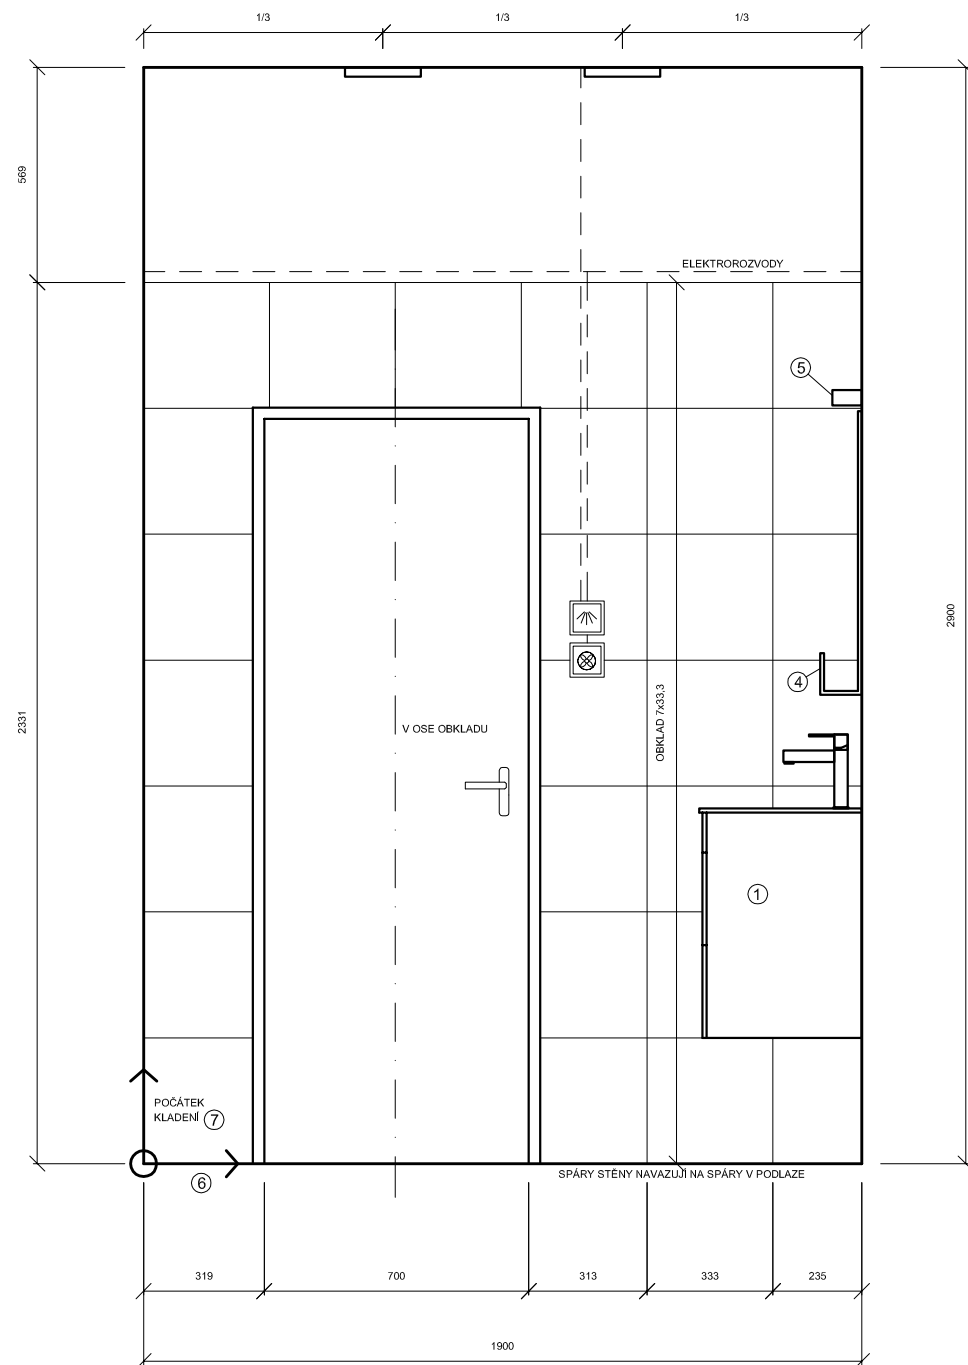 1/3
1/3
1/3
569
ELEKTROROZVODY
5
2900
2331
OBKLAD 7x33,3
4
V OSE OBKLADU
1
POČÁTEK
KLADENÍ 7
6
SPÁRY STĚNY NAVAZUJÍ NA SPÁRY V PODLAZE
319
700
313
333
235
1900